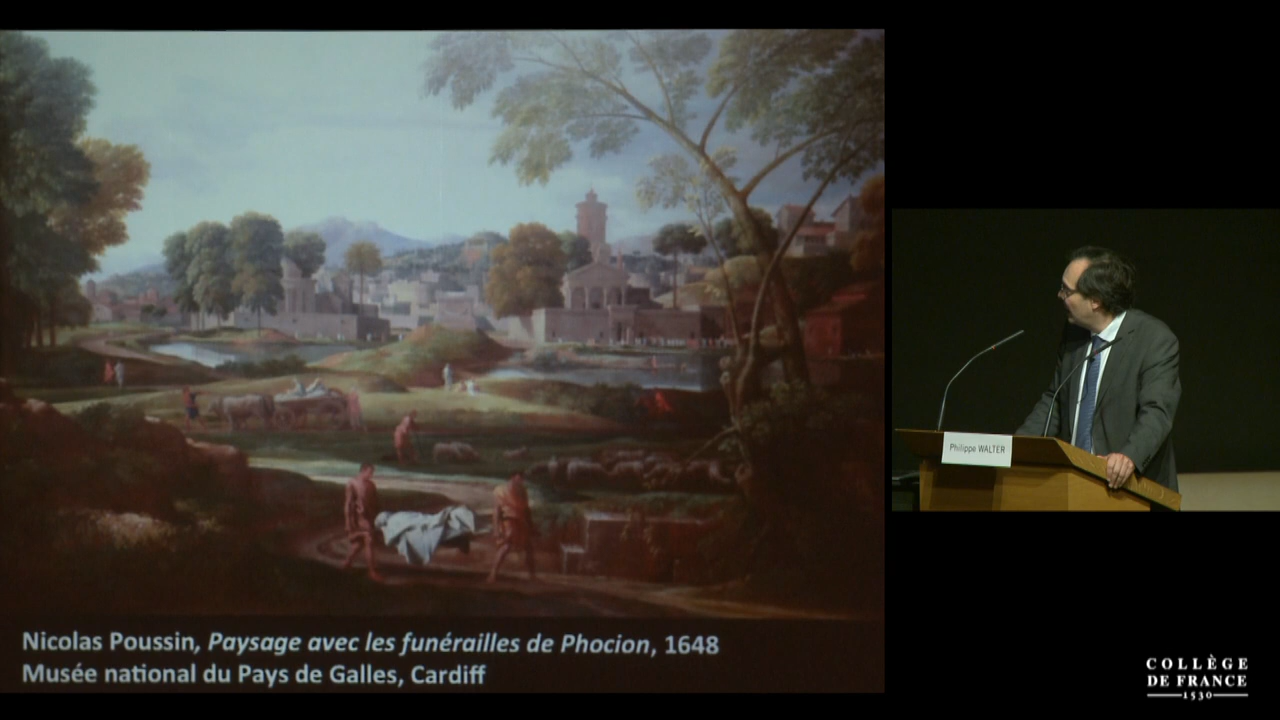 Nicolas Poussin, Paysage avec les funérailles de Phocion, 1648
Musée national du Pays de Galles, Cardiff
Philippe WALTER
COLLÈGE
DE FRANCE
1530